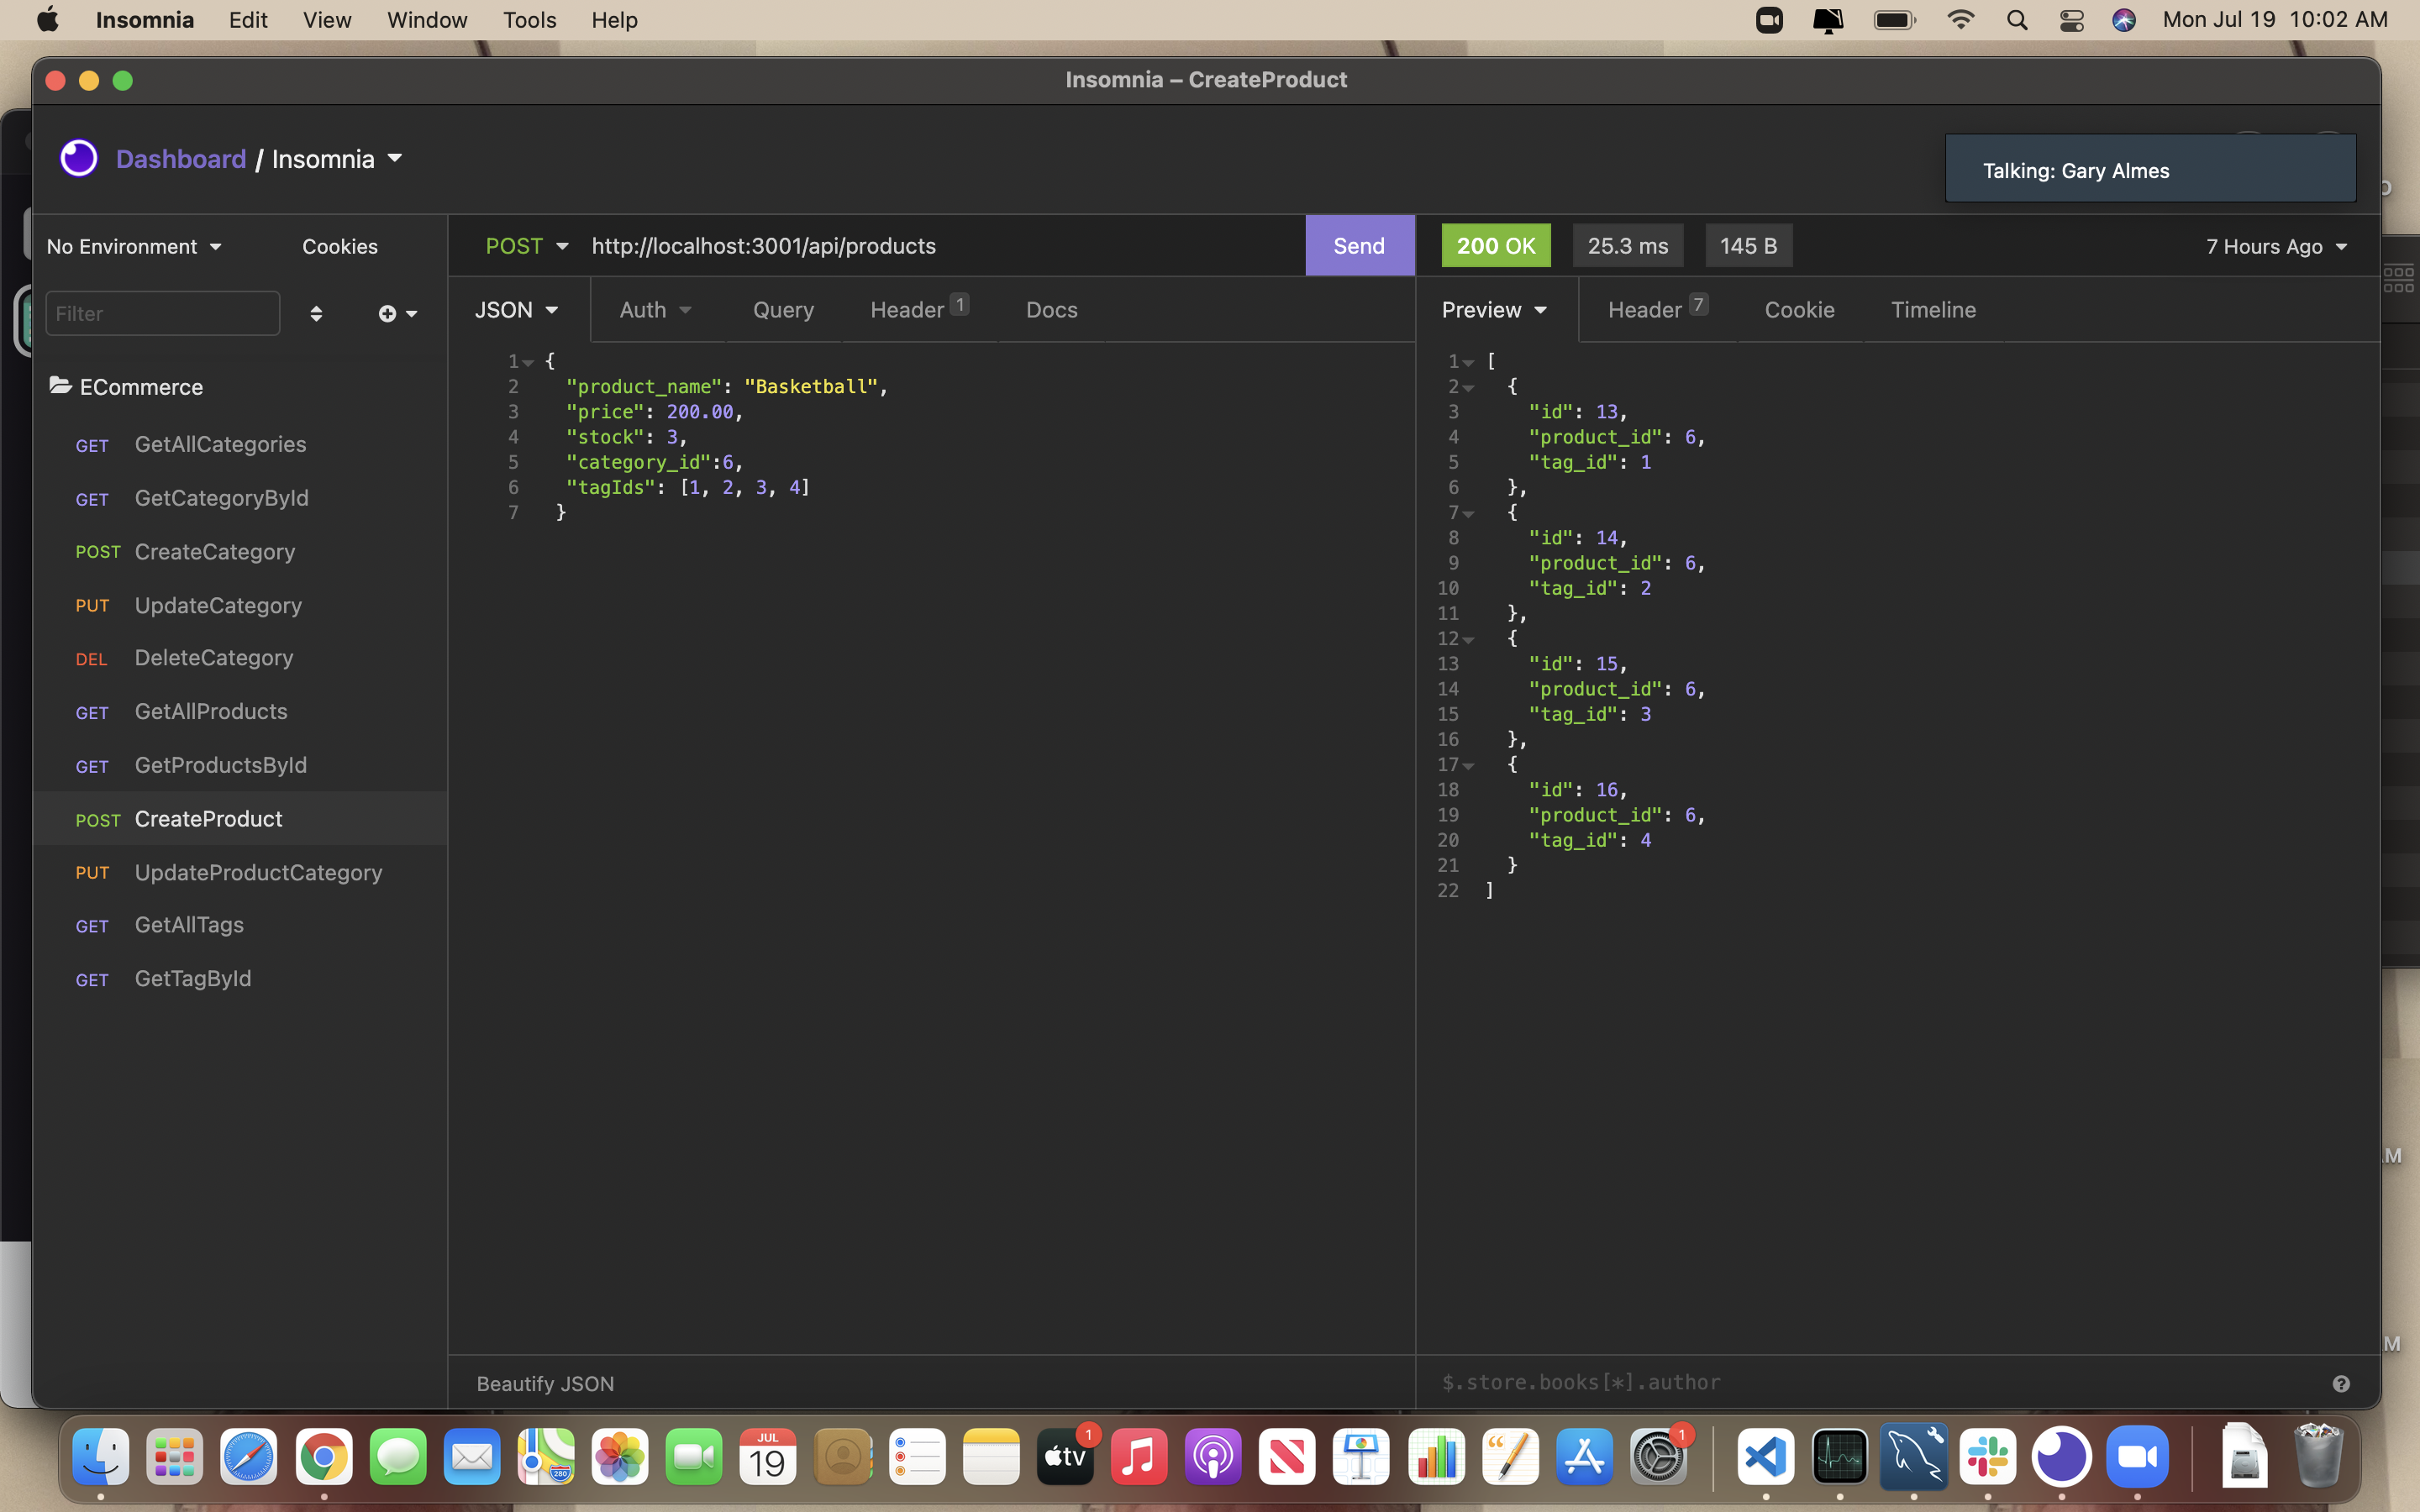 Insomnia Edit View Window Tools Help Mon Jul 19 10:02 AM
Insomnia – CreateProduct
Dashboard / Insomnia
Talking: Gary Almes
No Environment Cookies
POST http://localhost:3001/api/products Send
200 OK 25.3 ms 145 B 7 Hours Ago
Filter
JSON Auth Query Header 1 Docs
Preview Header 7 Cookie Timeline
ECommerce
GET GetAllCategories
GET GetCategoryById
POST CreateCategory
PUT UpdateCategory
DEL DeleteCategory
GET GetAllProducts
GET GetProductsById
POST CreateProduct
PUT UpdateProductCategory
GET GetAllTags
GET GetTagById
1 {
2 "product_name": "Basketball",
3 "price": 200.00,
4 "stock": 3,
5 "category_id":6,
6 "tagIds": [1, 2, 3, 4]
7 }
Beautify JSON
1 [
2 {
3 "id": 13,
4 "product_id": 6,
5 "tag_id": 1
6 },
7 {
8 "id": 14,
9 "product_id": 6,
10 "tag_id": 2
11 },
12 {
13 "id": 15,
14 "product_id": 6,
15 "tag_id": 3
16 },
17 {
18 "id": 16,
19 "product_id": 6,
20 "tag_id": 4
21 }
22 ]
$.store.books[*].author
M
M
280
JUL
19
tv
1
1